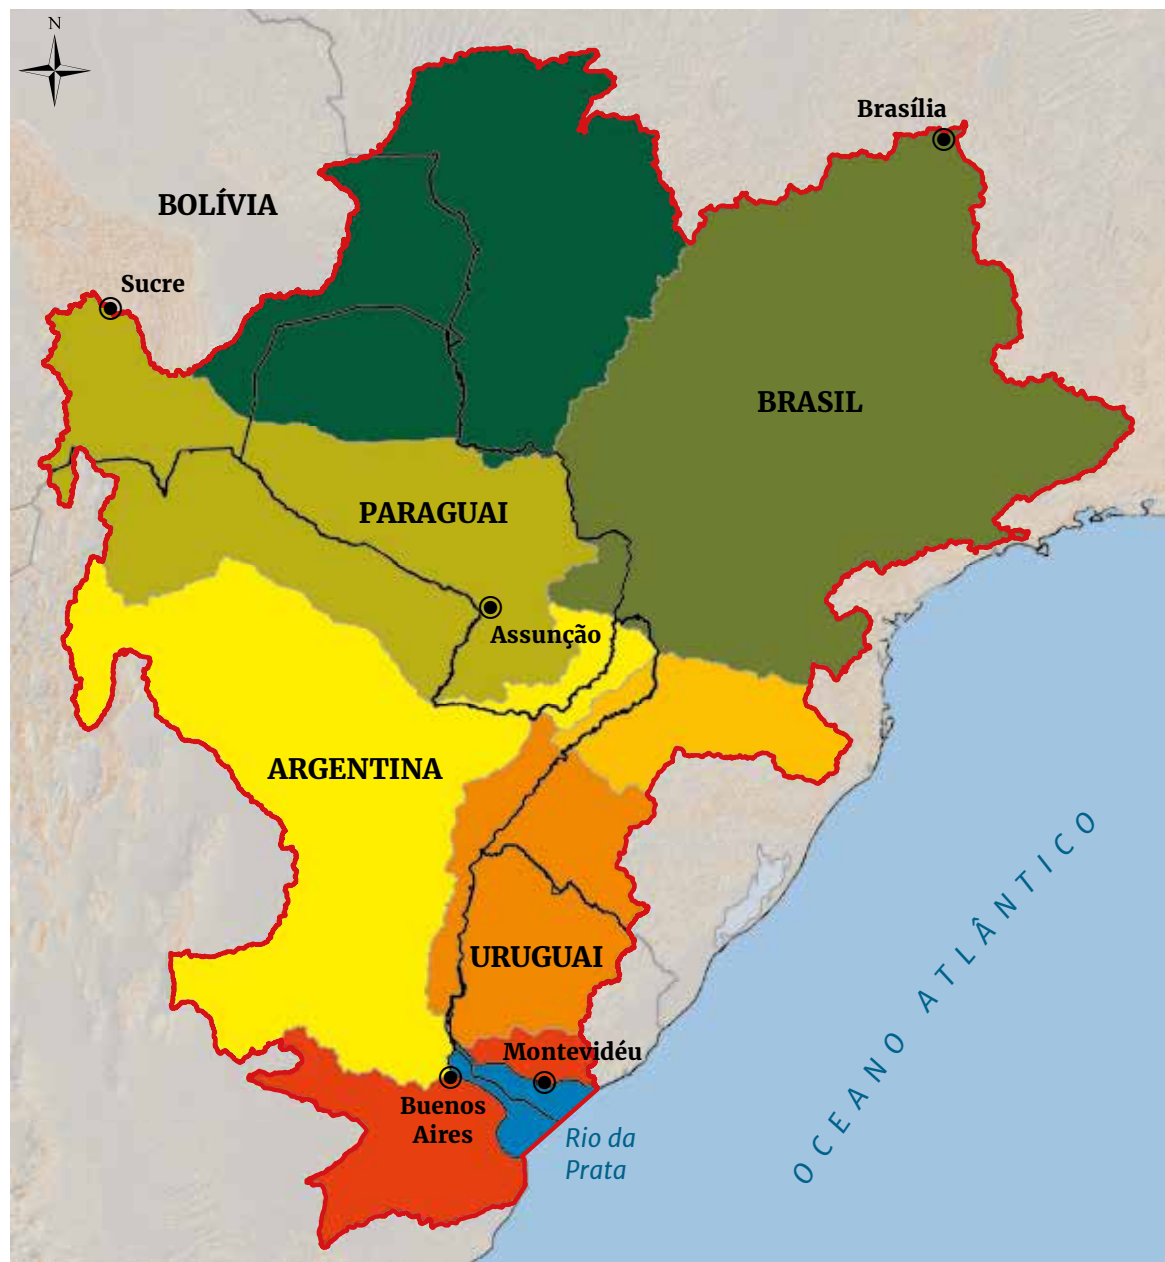 N
Brasília
BOLÍVIA
Sucre
BRASIL
PARAGUAI
Assunção
ARGENTINA
URUGUAI
Montevidéu
Buenos
Aires
Rio da
Prata
OCEANO ATLÂNTICO